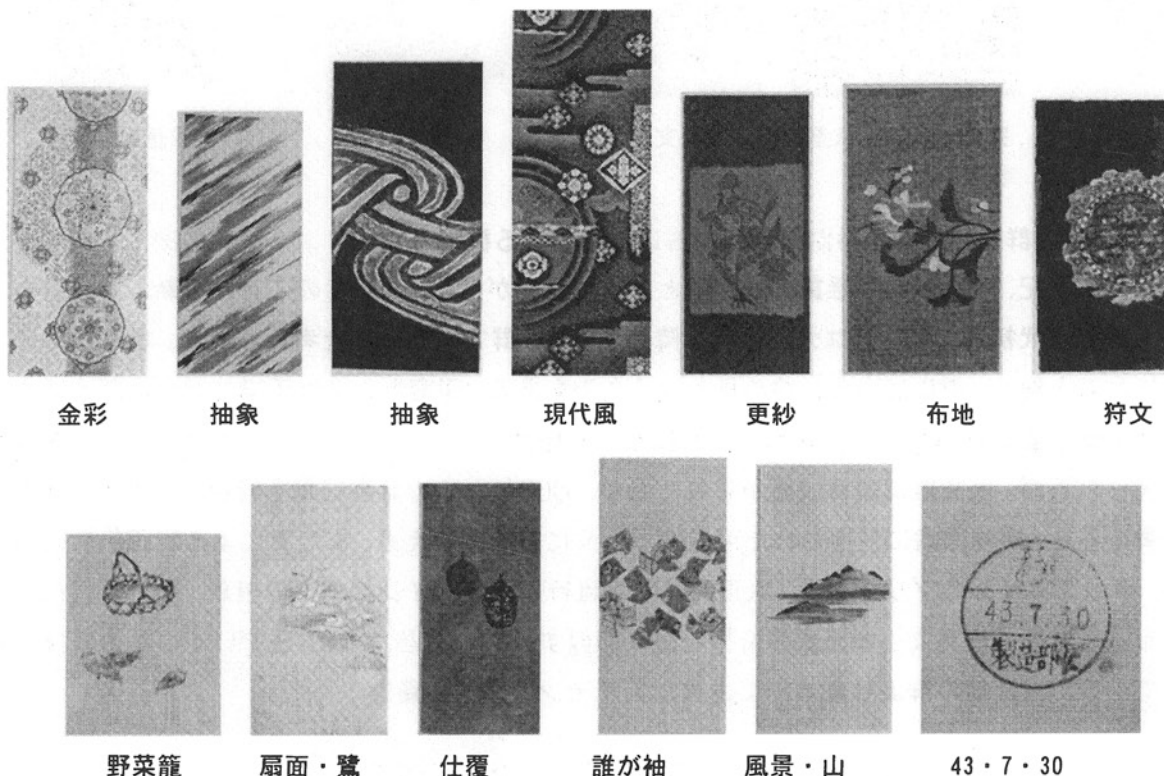 金彩 抽象 抽象 現代風 更紗 布地 狩文
野菜籠 扇面・鷺 仕覆 誰が袖 風景・山 43・7・30
43.7.30
製造部